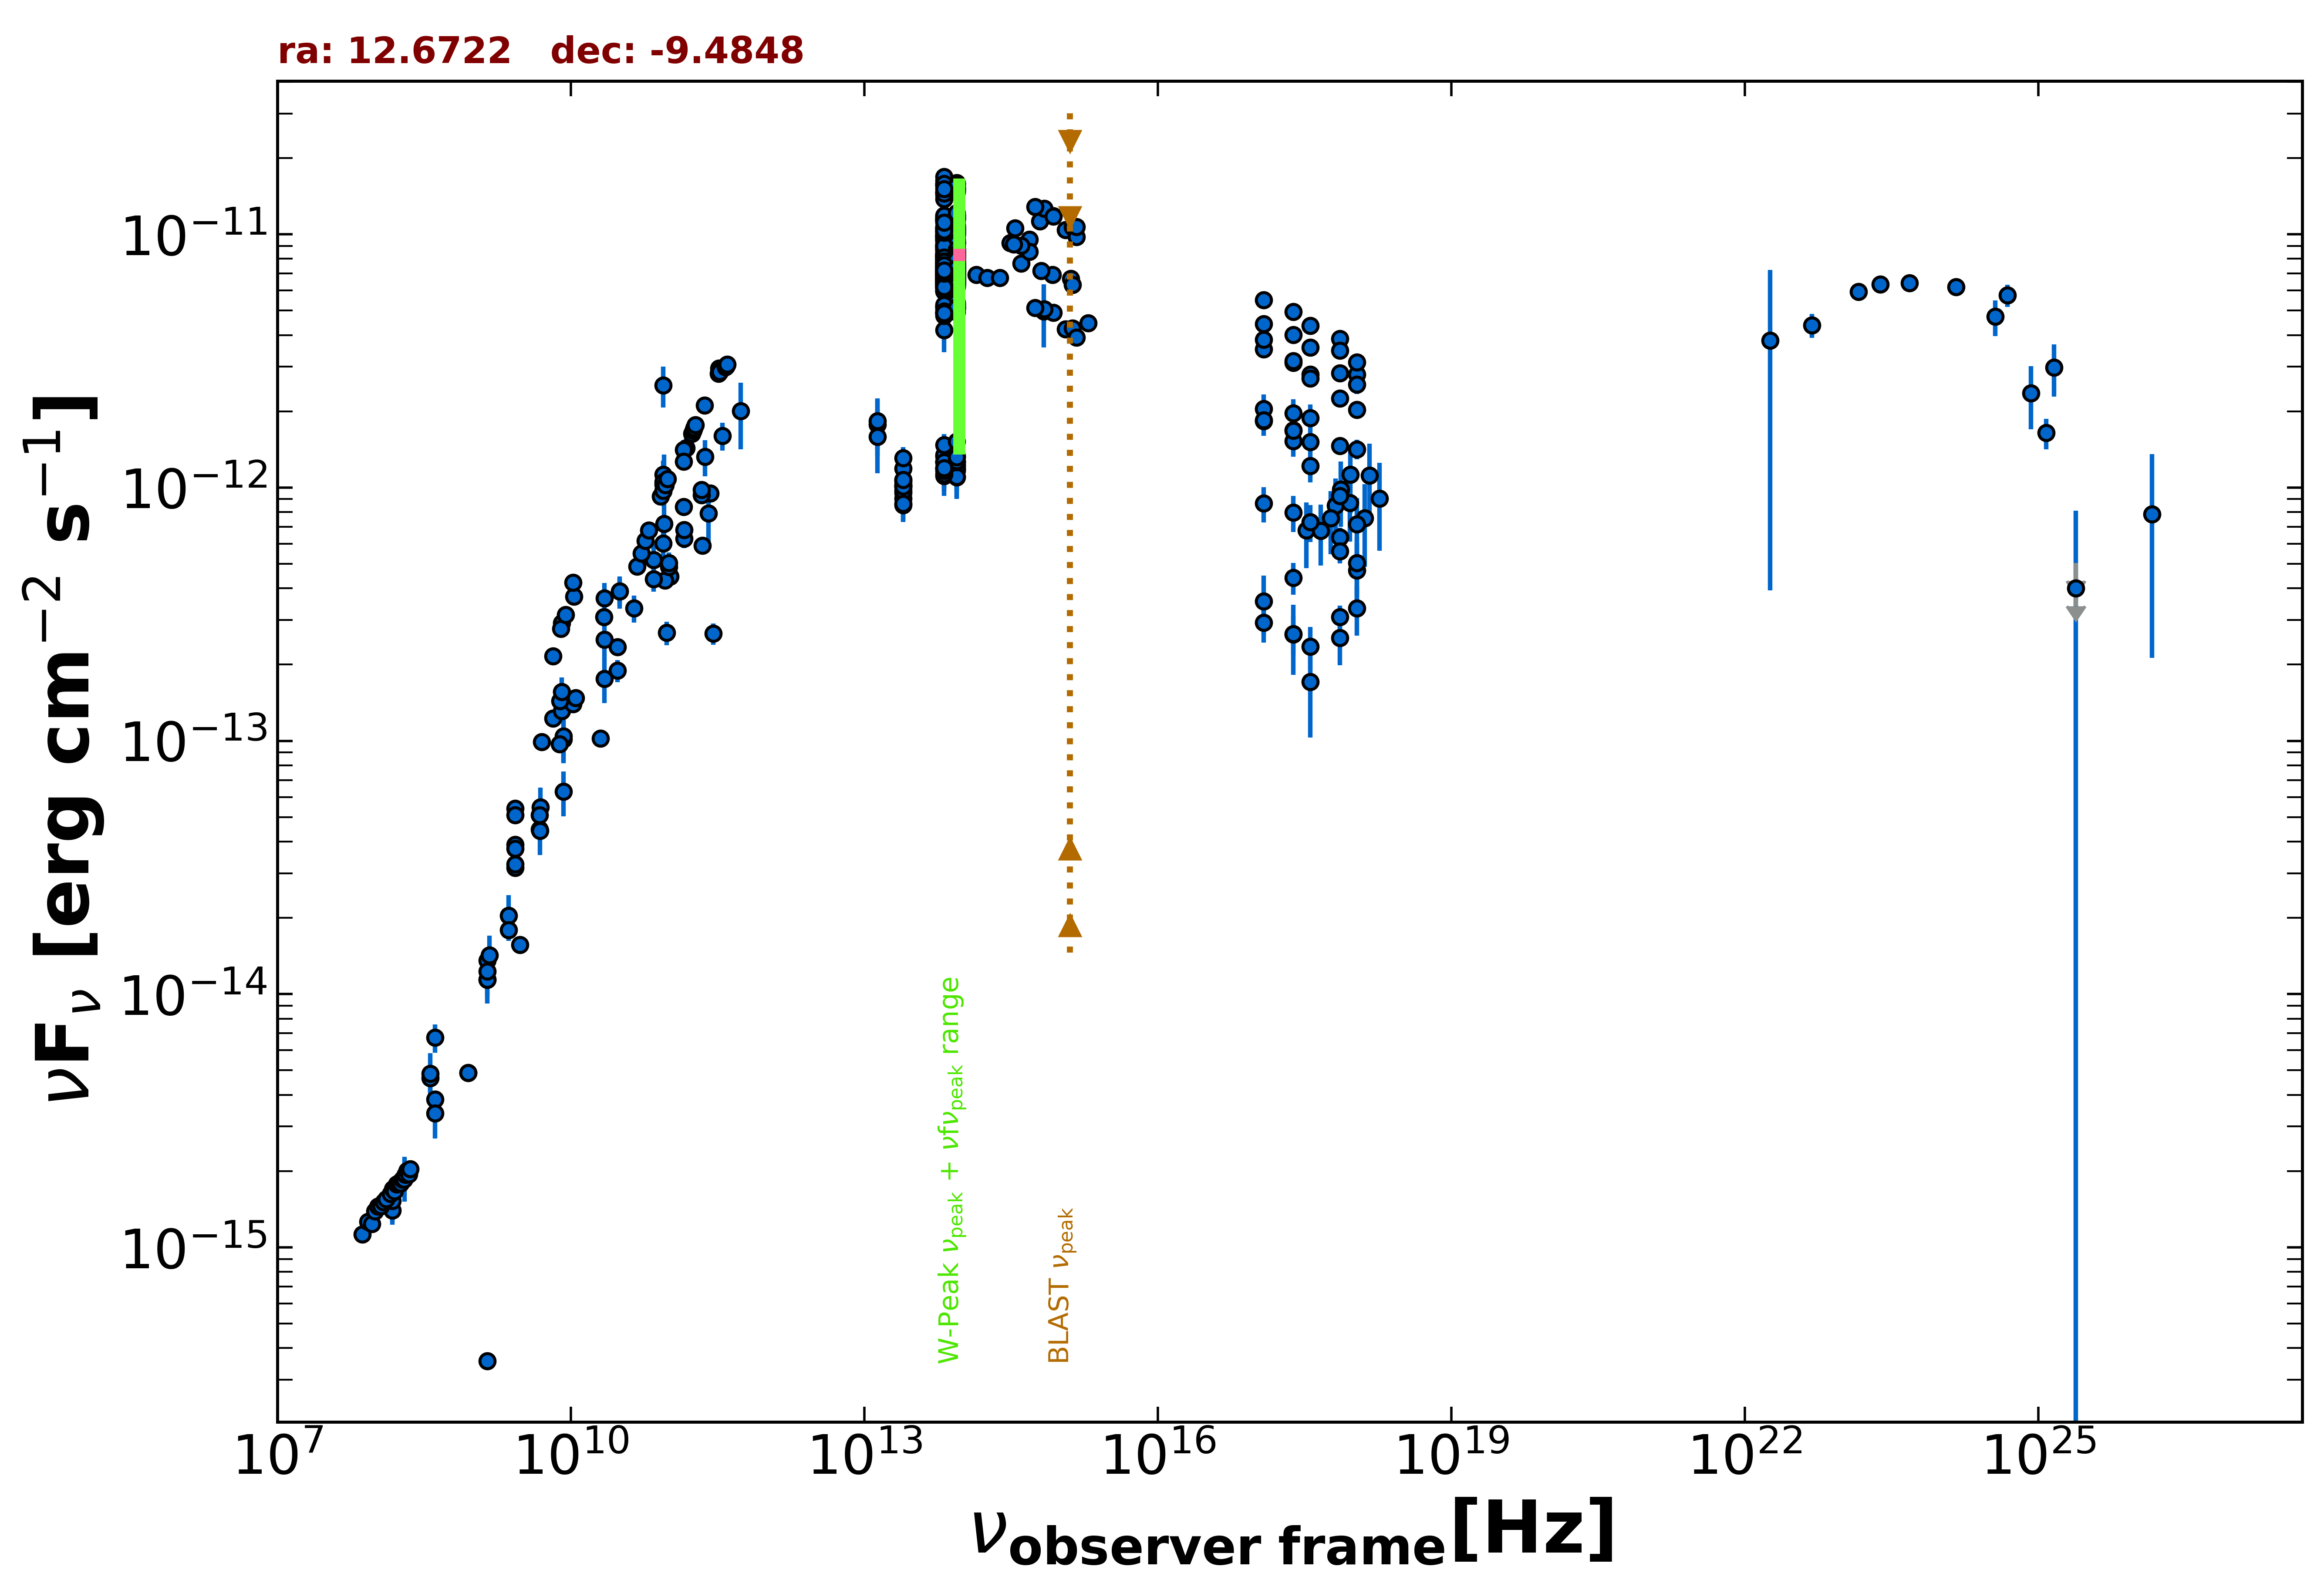 ra: 12.6722   dec: -9.4848
νFν [erg cm−2 s−1]
10−11
10−12
10−13
10−14
10−15
W-Peak νpeak + νfνpeak range
BLAST νpeak
107
1010
1013
1016
1019
1022
1025
νobserver frame[Hz]